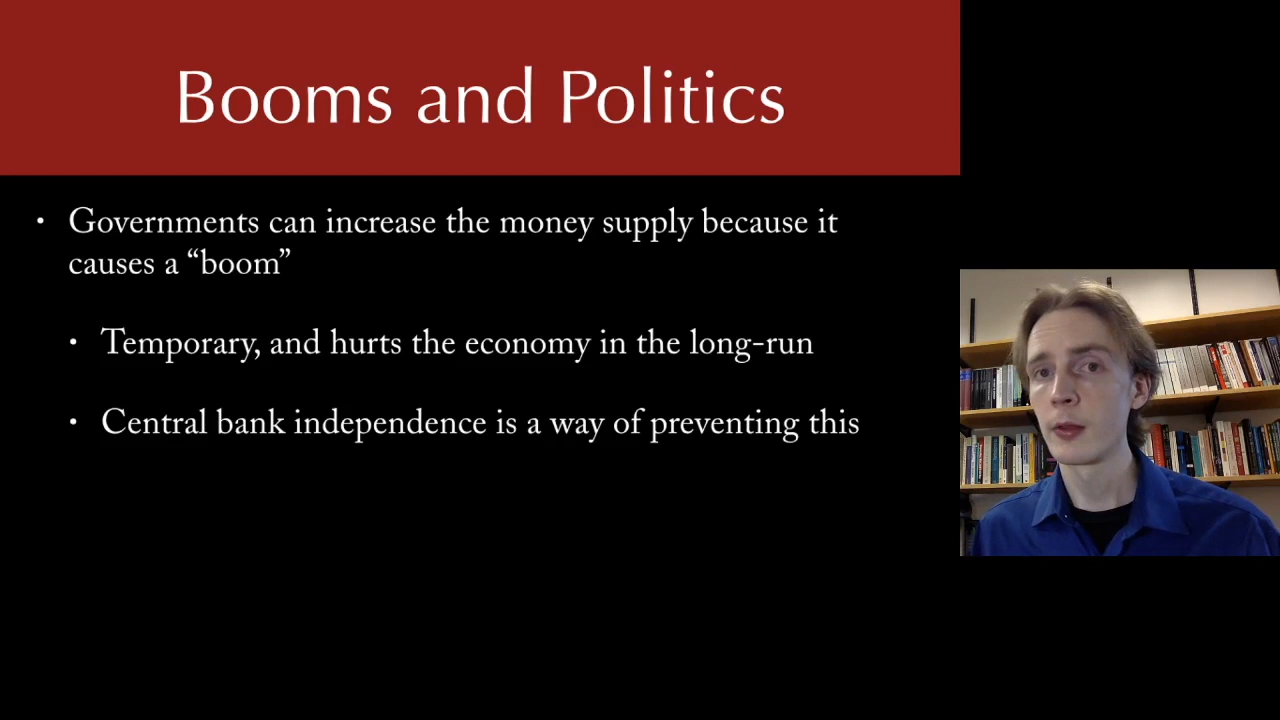 Booms and Politics
• Governments can increase the money supply because it
causes a “boom”
• Temporary, and hurts the economy in the long-run
• Central bank independence is a way of preventing this